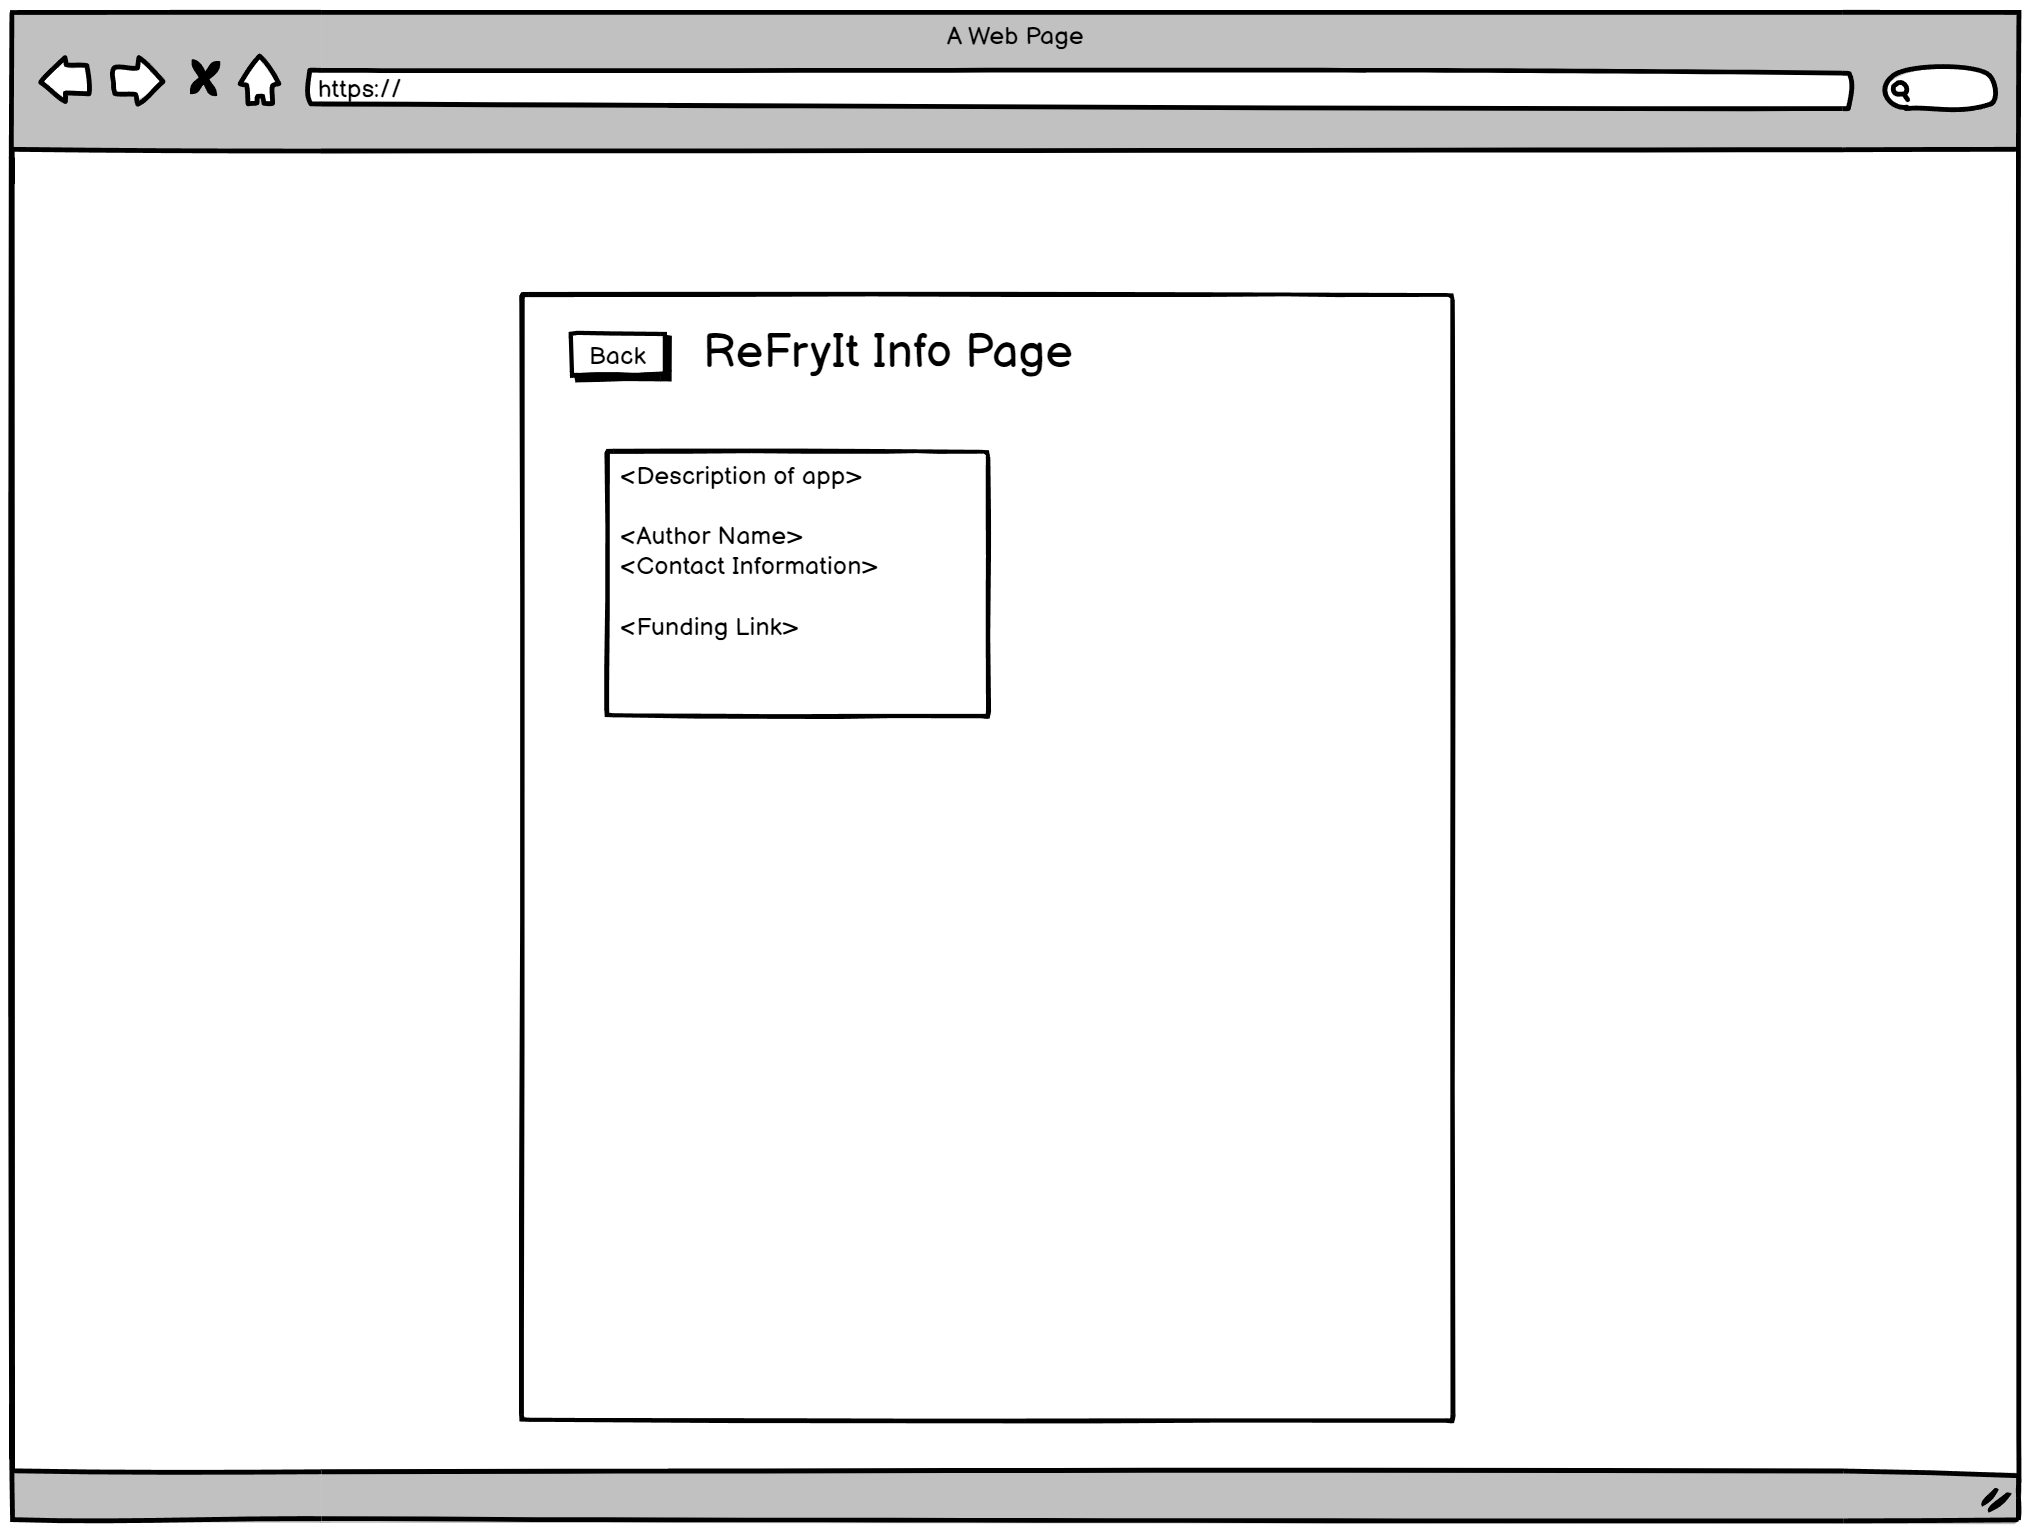 A Web Page
https://
Back
ReFryIt Info Page
<Description of app>
<Author Name>
<Contact Information>
<Funding Link>